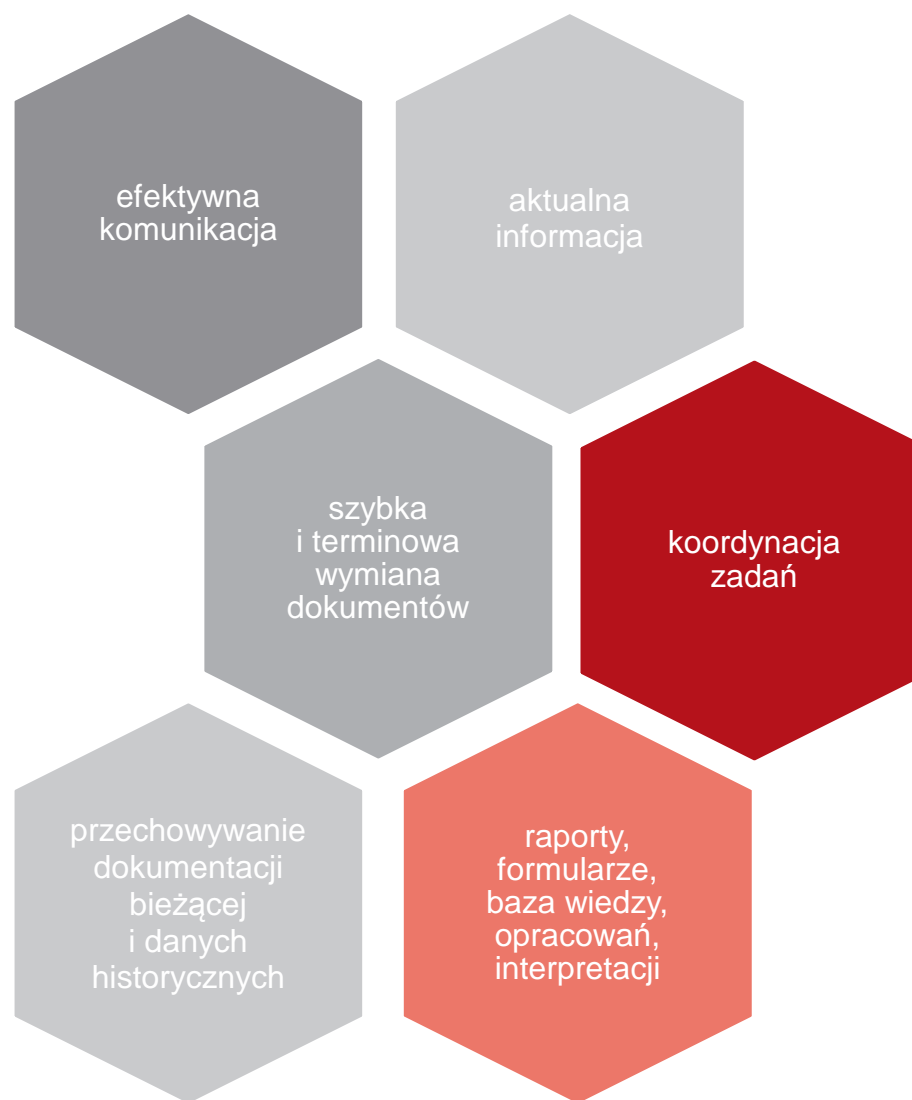 efektywna
komunikacja
aktualna
informacja
szybka
i terminowa
wymiana
dokumentów
koordynacja
zadań
przechowywanie
dokumentacji
bieżącej
i danych
historycznych
raporty,
formularze,
baza wiedzy,
opracowań,
interpretacji